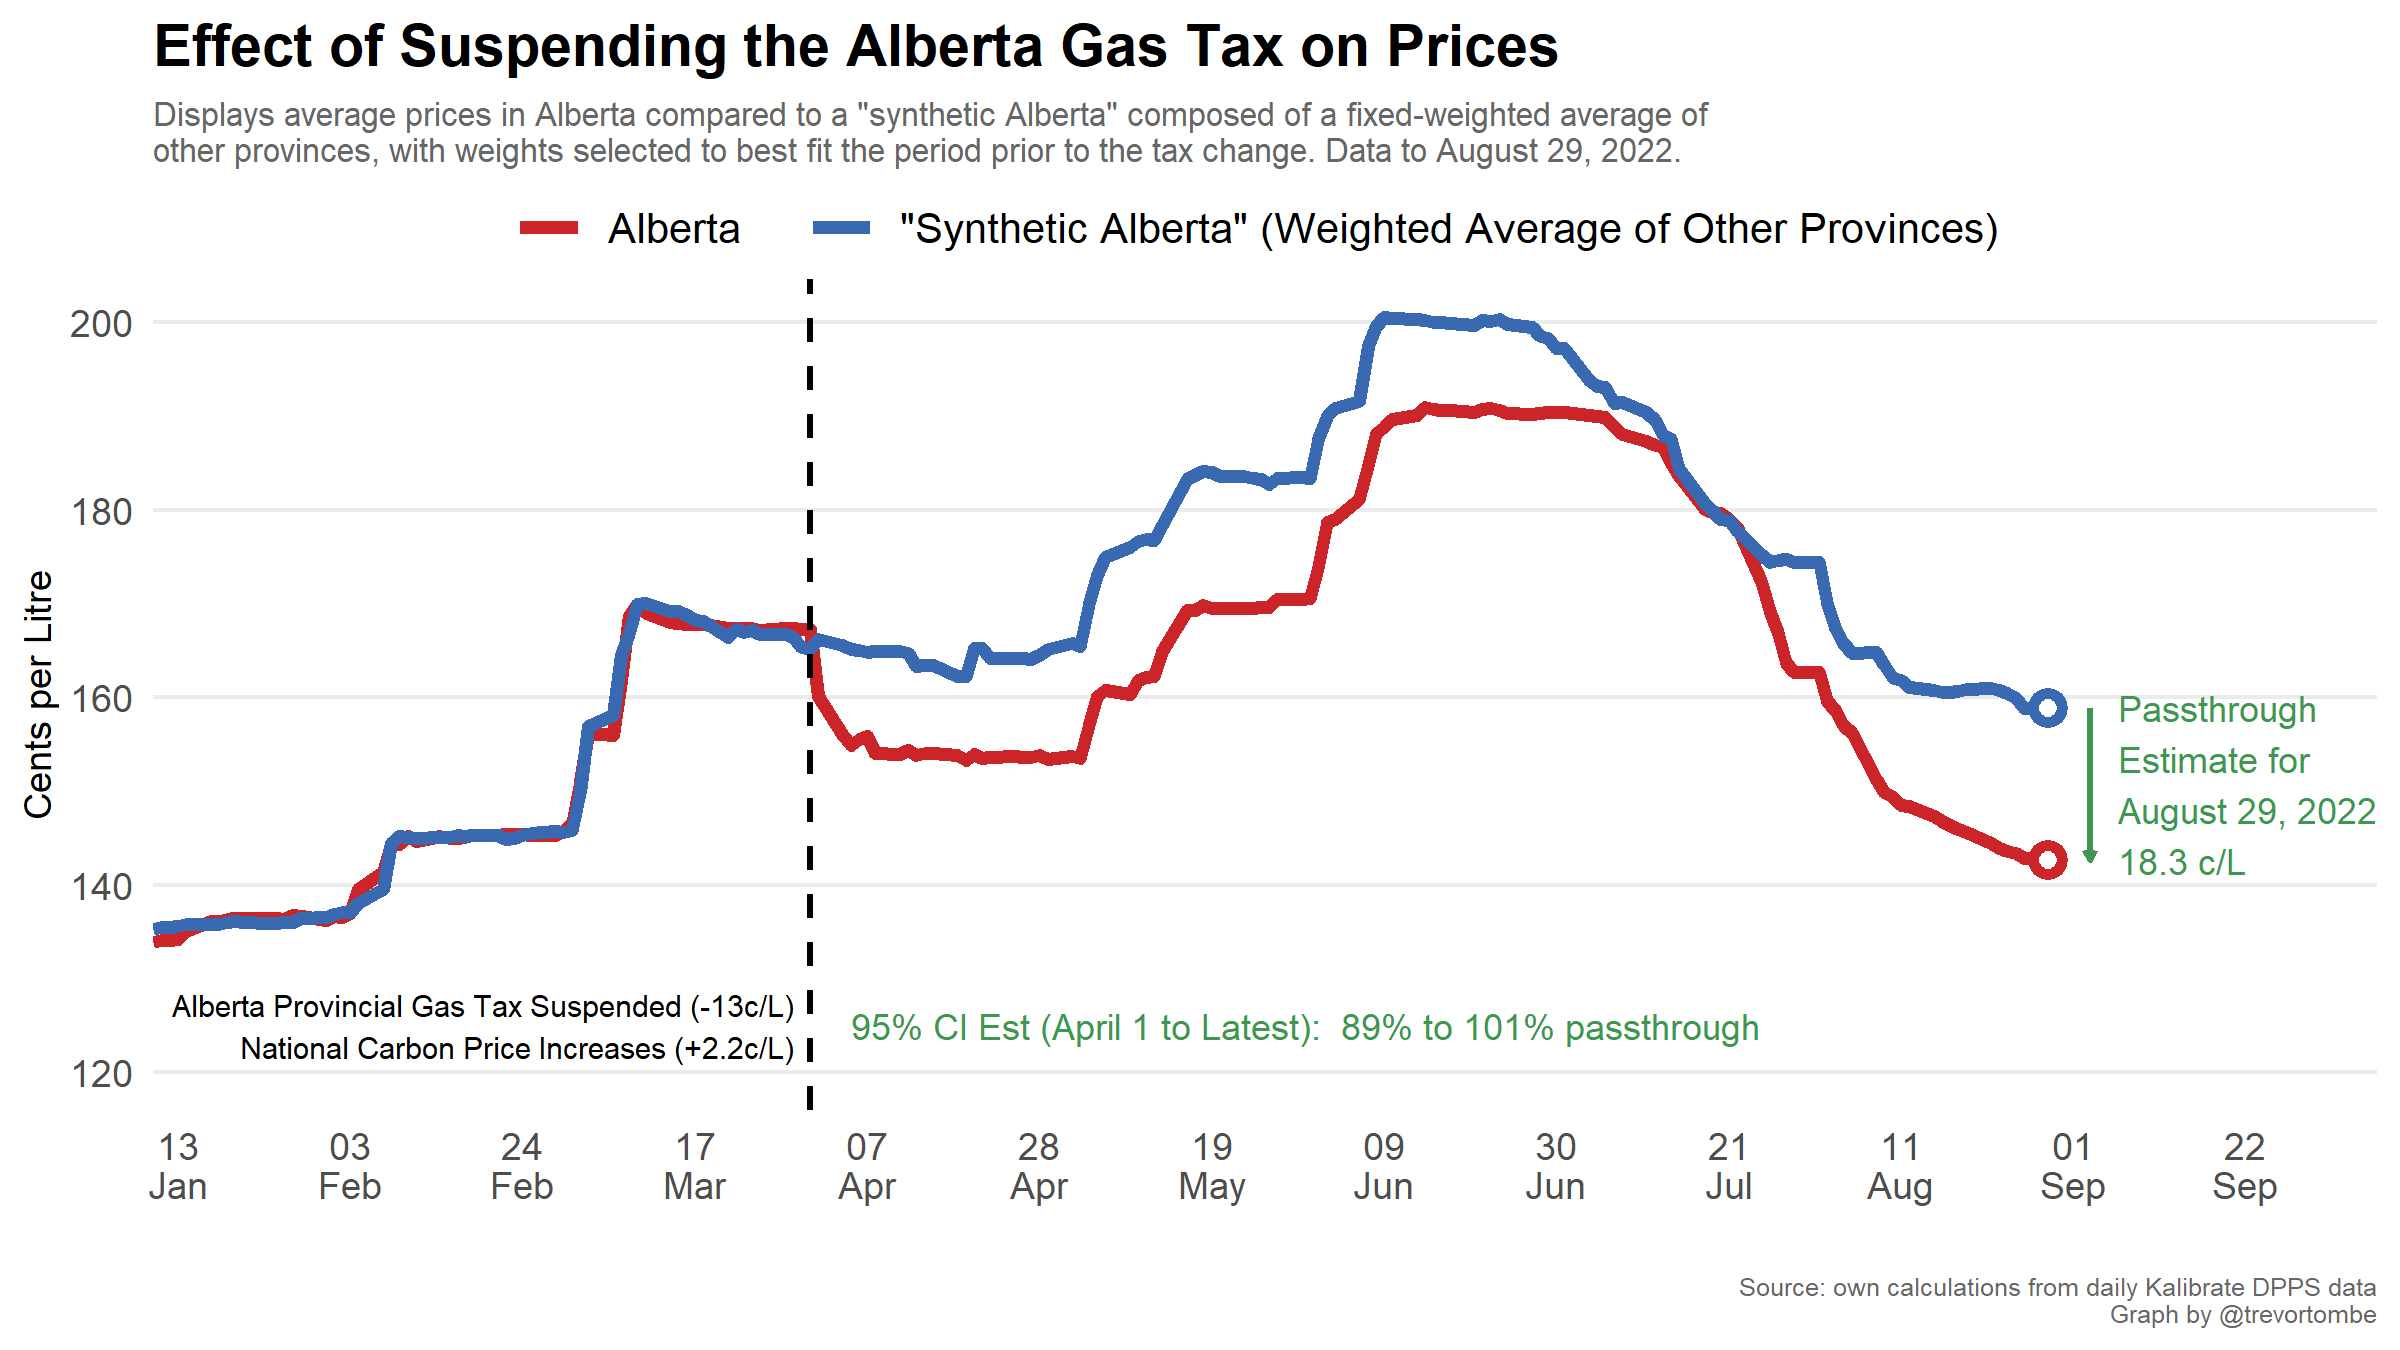 Effect of Suspending the Alberta Gas Tax on Prices
Displays average prices in Alberta compared to a "synthetic Alberta" composed of a fixed-weighted average of
other provinces, with weights selected to best fit the period prior to the tax change. Data to August 29, 2022.
Alberta
"Synthetic Alberta" (Weighted Average of Other Provinces)
Cents per Litre
200
180
160
140
120
Passthrough
Estimate for
August 29, 2022
18.3 c/L
Alberta Provincial Gas Tax Suspended (-13c/L)
National Carbon Price Increases (+2.2c/L)
95% CI Est (April 1 to Latest):  89% to 101% passthrough
13 03 24 17 07 28 19 09 30 21 11 01 22
Jan Feb Feb Mar Apr Apr May Jun Jun Jul Aug Sep Sep
Source: own calculations from daily Kalibrate DPPS data
Graph by @trevortombe